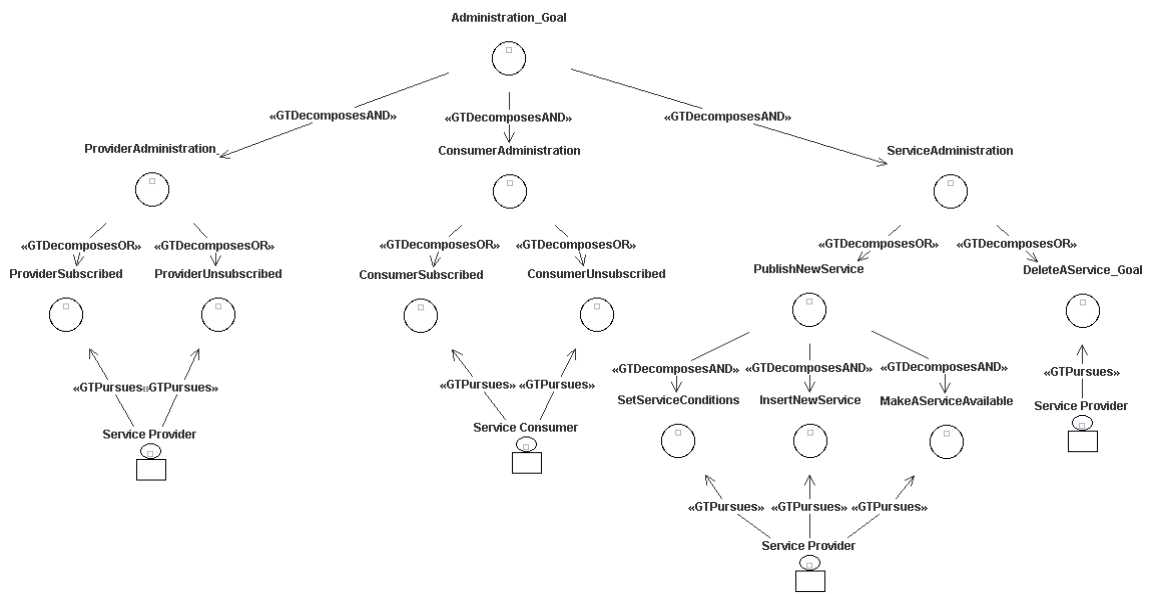 Administration_Goal
«GTDecomposesAND» «GTDecomposesAND» «GTDecomposesAND»
ProviderAdministration_ ConsumerAdministration ServiceAdministration
«GTDecomposesOR» «GTDecomposesOR» «GTDecomposesOR» «GTDecomposesOR» «GTDecomposesOR» «GTDecomposesOR»
ProviderSubscribed ProviderUnsubscribed ConsumerSubscribed ConsumerUnsubscribed PublishNewService DeleteAService_Goal
«GTDecomposesAND» «GTDecomposesAND» «GTDecomposesAND» «GTPursues»
«GTPursues» «GTPursues» «GTPursues» «GTPursues» SetServiceConditions InsertNewService MakeAServiceAvailable Service Provider
Service Provider Service Consumer
«GTPursues» «GTPursues» «GTPursues»
Service Provider